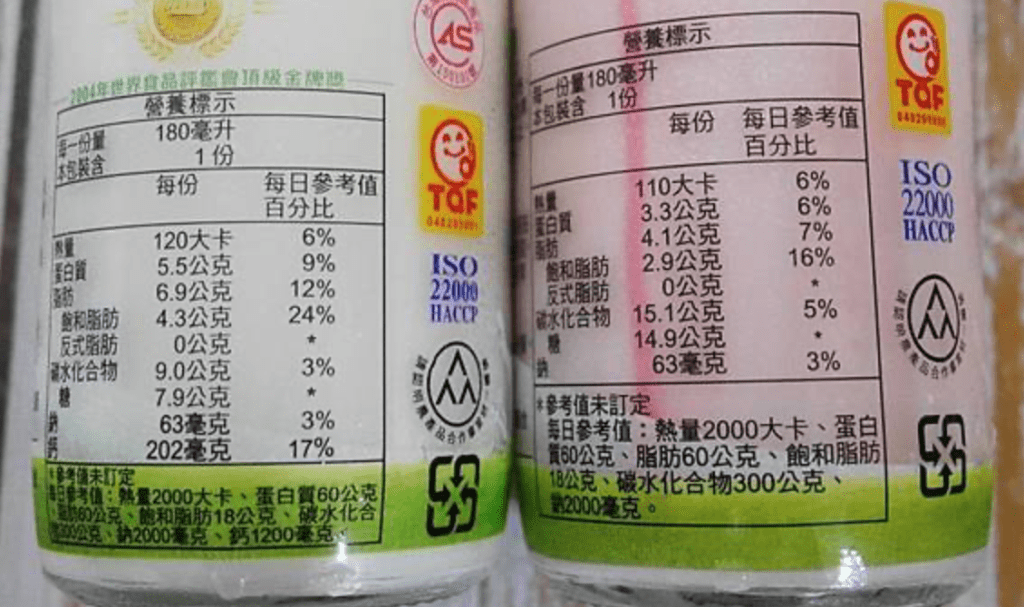 2004年世界食品評鑑會頂級金牌獎
營養標示
每一份量 180毫升
本包裝含 1份
每份 每日參考值
百分比
熱量 120大卡 6%
蛋白質 5.5公克 9%
脂肪 6.9公克 12%
飽和脂肪 4.3公克 24%
反式脂肪 0公克 *
碳水化合物 9.0公克 3%
糖 7.9公克 *
鈉 63毫克 3%
鈣 202毫克 17%
*參考值未訂定
每日參考值：熱量2000大卡、蛋白質60公克
、脂肪60公克、飽和脂肪18公克、碳水化合
物300公克、鈉2000毫克、鈣1200毫克。
TQF
ISO
22000
HACCP
營養標示
每一份量180毫升
本包裝含 1份
每份 每日參考值
百分比
熱量 110大卡 6%
蛋白質 3.3公克 6%
脂肪 4.1公克 7%
飽和脂肪 2.9公克 16%
反式脂肪 0公克 *
碳水化合物 15.1公克 5%
糖 14.9公克 *
鈉 63毫克 3%
*參考值未訂定
每日參考值：熱量2000大卡、蛋白
質60公克、脂肪60公克、飽和脂肪
18公克、碳水化合物300公克、
鈉2000毫克。
TQF
ISO
22000
HACCP